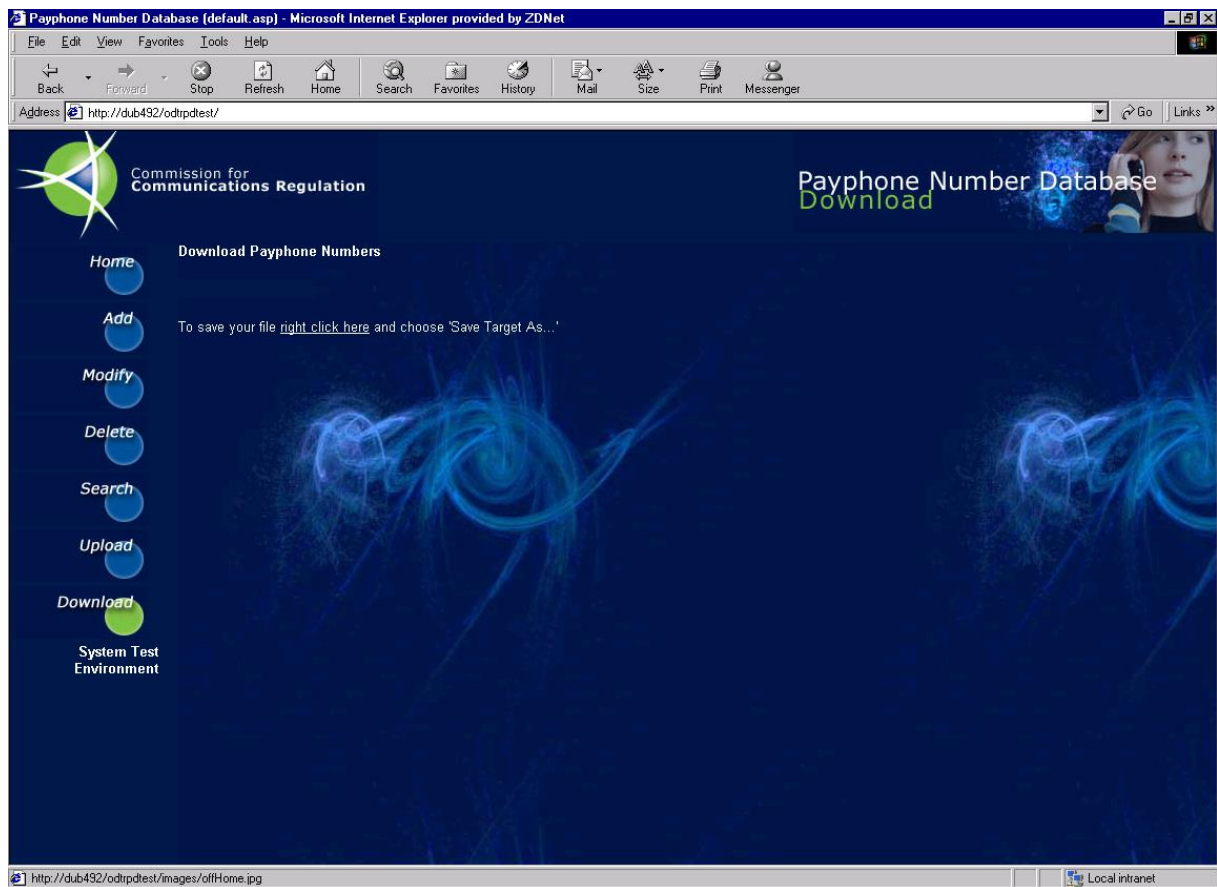 Payphone Number Database (default.asp) - Microsoft Internet Explorer provided by ZDNet
File Edit View Favorites Tools Help
Back Forward Stop Refresh Home Search Favorites History Mail Size Print Messenger
Address http://dub492/odtrpdtest/ Go Links »
Commission for
Communications Regulation
Payphone Number Database
Download
Home
Add
Modify
Delete
Search
Upload
Download
System Test
Environment
Download Payphone Numbers
To save your file right click here and choose 'Save Target As...'
http://dub492/odtrpdtest/images/offHome.jpg Local intranet